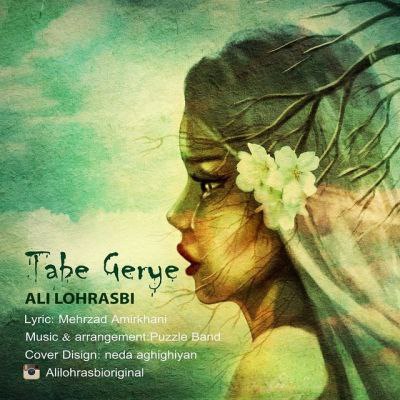 Tabe Gerye
ALI LOHRASBI
Lyric: Mehrzad Amirkhani
Music & arrangement:Puzzle Band
Cover Disign: neda aghighiyan
Alilohrasbioriginal